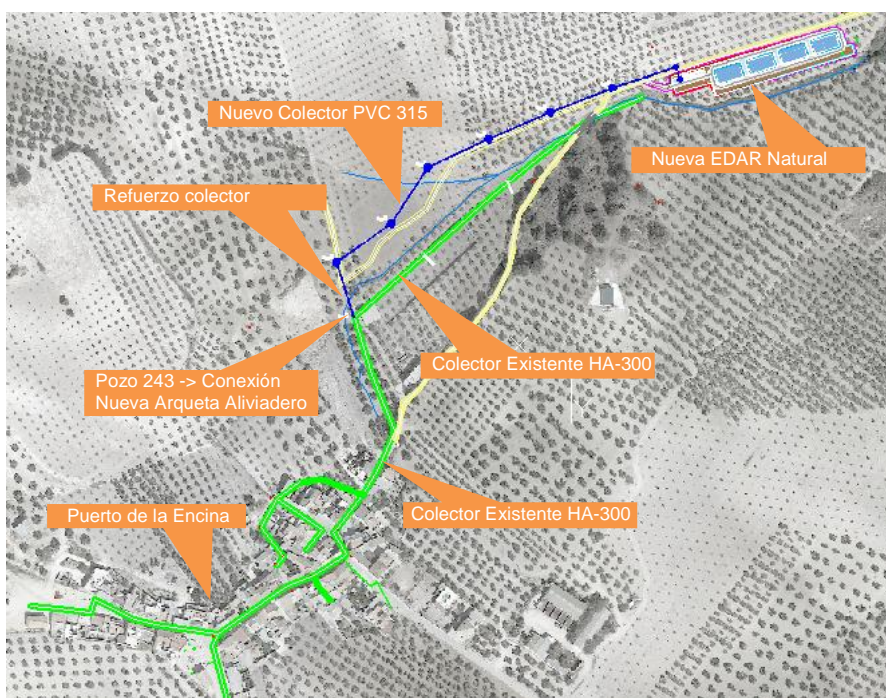 Nuevo Colector PVC 315
Nueva EDAR Natural
Refuerzo colector
Colector Existente HA-300
Pozo 243 -> Conexión
Nueva Arqueta Aliviadero
Puerto de la Encina
Colector Existente HA-300